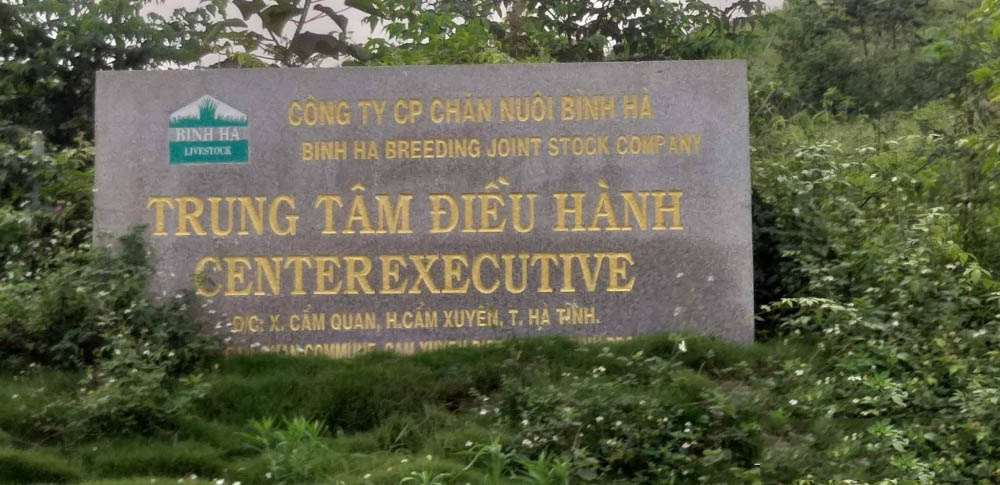 BINH HA
LIVESTOCK
CÔNG TY CP CHĂN NUÔI BÌNH HÀ
BINH HA BREEDING JOINT STOCK COMPANY
TRUNG TÂM ĐIỀU HÀNH
CENTEREXECUTIVE
Đ/C: X. CẨM QUAN, H.CẨM XUYÊN, T. HÀ TĨNH.
COMMUNE